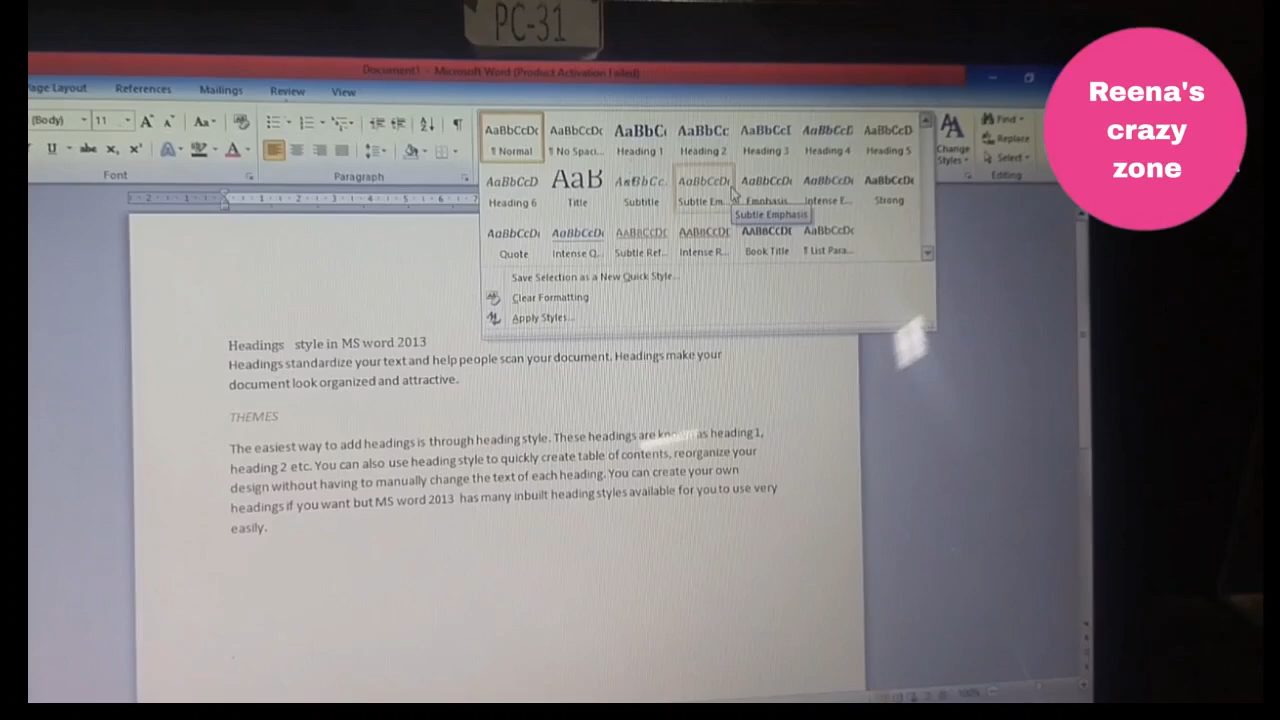 PC-31
Reena's
crazy
zone
Document1 - Microsoft Word (Product Activation Failed)
Page Layout References Mailings Review View
(Body) 11 Aa
Font Paragraph
AaBbCcDc AaBbCcDc AaBbC AaBbCc AaBbCcI AaBbCcD AaBbCcD
¶ Normal ¶ No Spaci... Heading 1 Heading 2 Heading 3 Heading 4 Heading 5
AaBbCcD AaB AaBbCc. AaBbCcDc AaBbCcDc AaBbCcDc AaBbCcDc
Heading 6 Title Subtitle Subtle Em... Emphasis Intense E... Strong
Subtle Emphasis
AaBbCcDc AaBbCcDc AABBCCDD AABBCCDD AABBCCDC AaBbCcDc
Quote Intense Q... Subtle Ref... Intense R... Book Title ¶ List Para...
Save Selection as a New Quick Style...
Clear Formatting
Apply Styles...
Change
Styles
Find
Replace
Select
Editing
Headings style in MS word 2013
Headings standardize your text and help people scan your document. Headings make your
document look organized and attractive.
THEMES
The easiest way to add headings is through heading style. These headings are known as heading 1,
heading 2 etc. You can also use heading style to quickly create table of contents, reorganize your
design without having to manually change the text of each heading. You can create your own
headings if you want but MS word 2013 has many inbuilt heading styles available for you to use very
easily.
100%